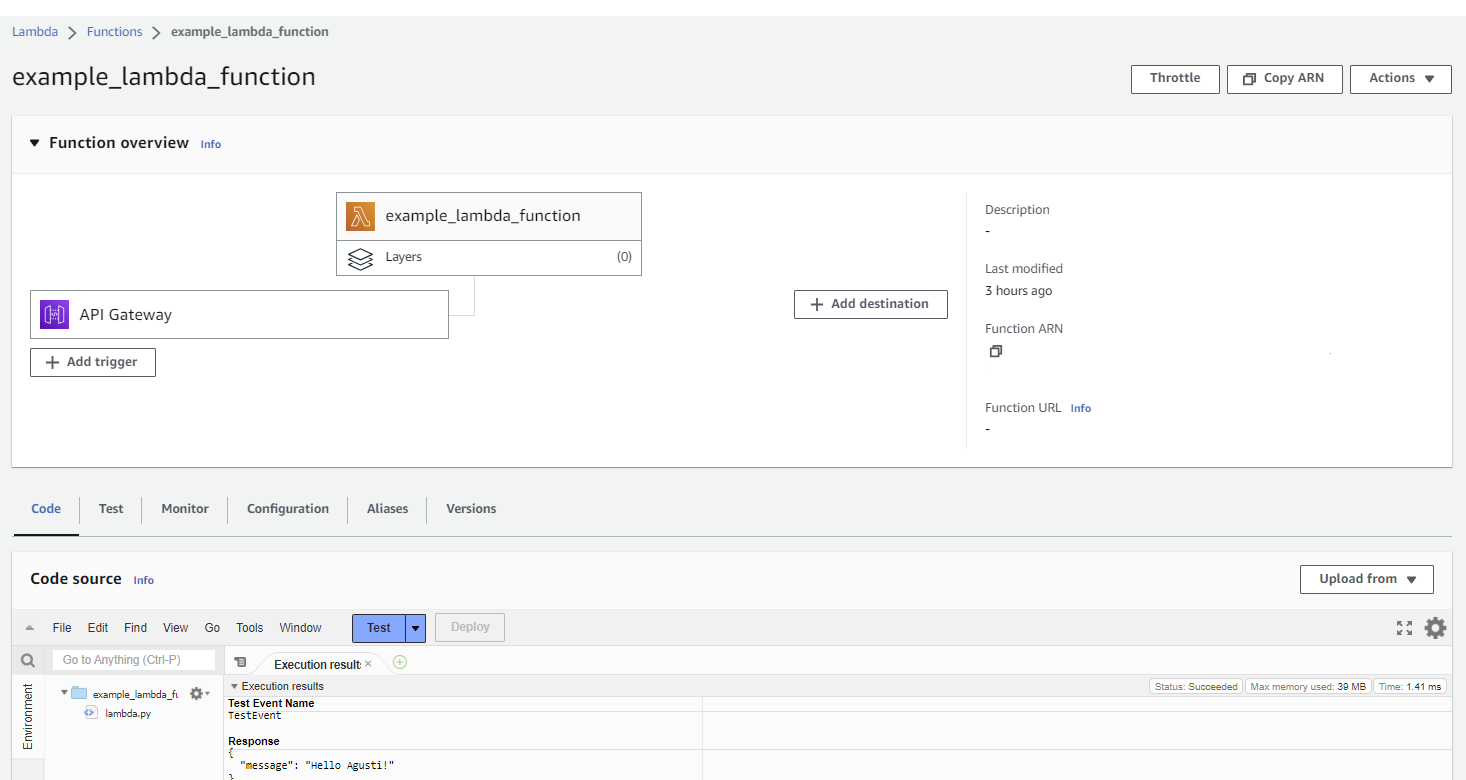 Lambda > Functions > example_lambda_function
example_lambda_function
Throttle Copy ARN Actions
Function overview Info
example_lambda_function
Layers (0)
API Gateway
+ Add trigger
+ Add destination
Description
-
Last modified
3 hours ago
Function ARN
Function URL Info
-
Code Test Monitor Configuration Aliases Versions
Code source Info
Upload from
File Edit Find View Go Tools Window Test Deploy
Go to Anything (Ctrl-P)
Execution results ×
Environment
example_lambda_fu
lambda.py
Execution results
Status: Succeeded Max memory used: 39 MB Time: 1.41 ms
Test Event Name
TestEvent
Response
{
"message": "Hello Agusti!"
}